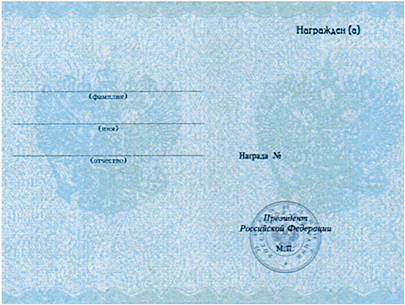 (фамилия)
(имя)
(отчество)
Награжден (а)
Награда №
Президент
Российской Федерации
М.П.